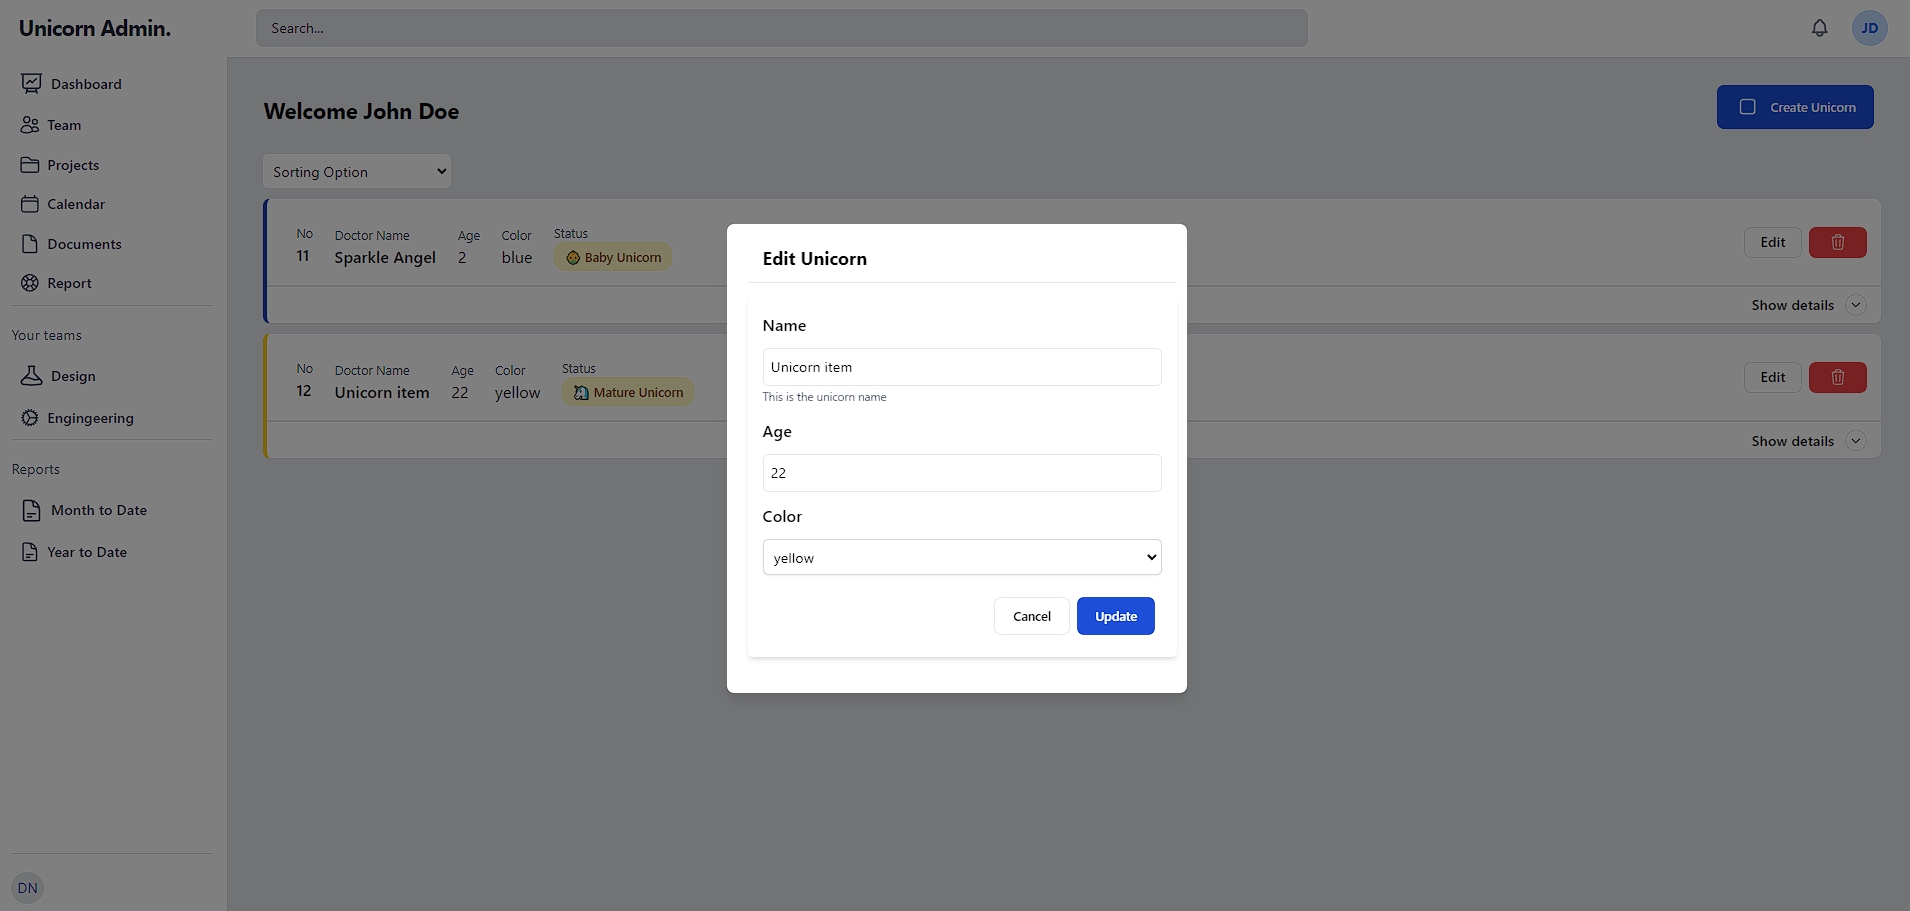 Unicorn Admin.
Search...
JD
Dashboard
Team
Projects
Calendar
Documents
Report
Your teams
Design
Engingeering
Reports
Month to Date
Year to Date
DN
Welcome John Doe
Create Unicorn
Sorting Option
No Doctor Name Age Color Status
11 Sparkle Angel 2 blue Baby Unicorn
Edit
Show details
No Doctor Name Age Color Status
12 Unicorn item 22 yellow Mature Unicorn
Edit
Show details
Edit Unicorn
Name
Unicorn item
This is the unicorn name
Age
22
Color
yellow
Cancel Update